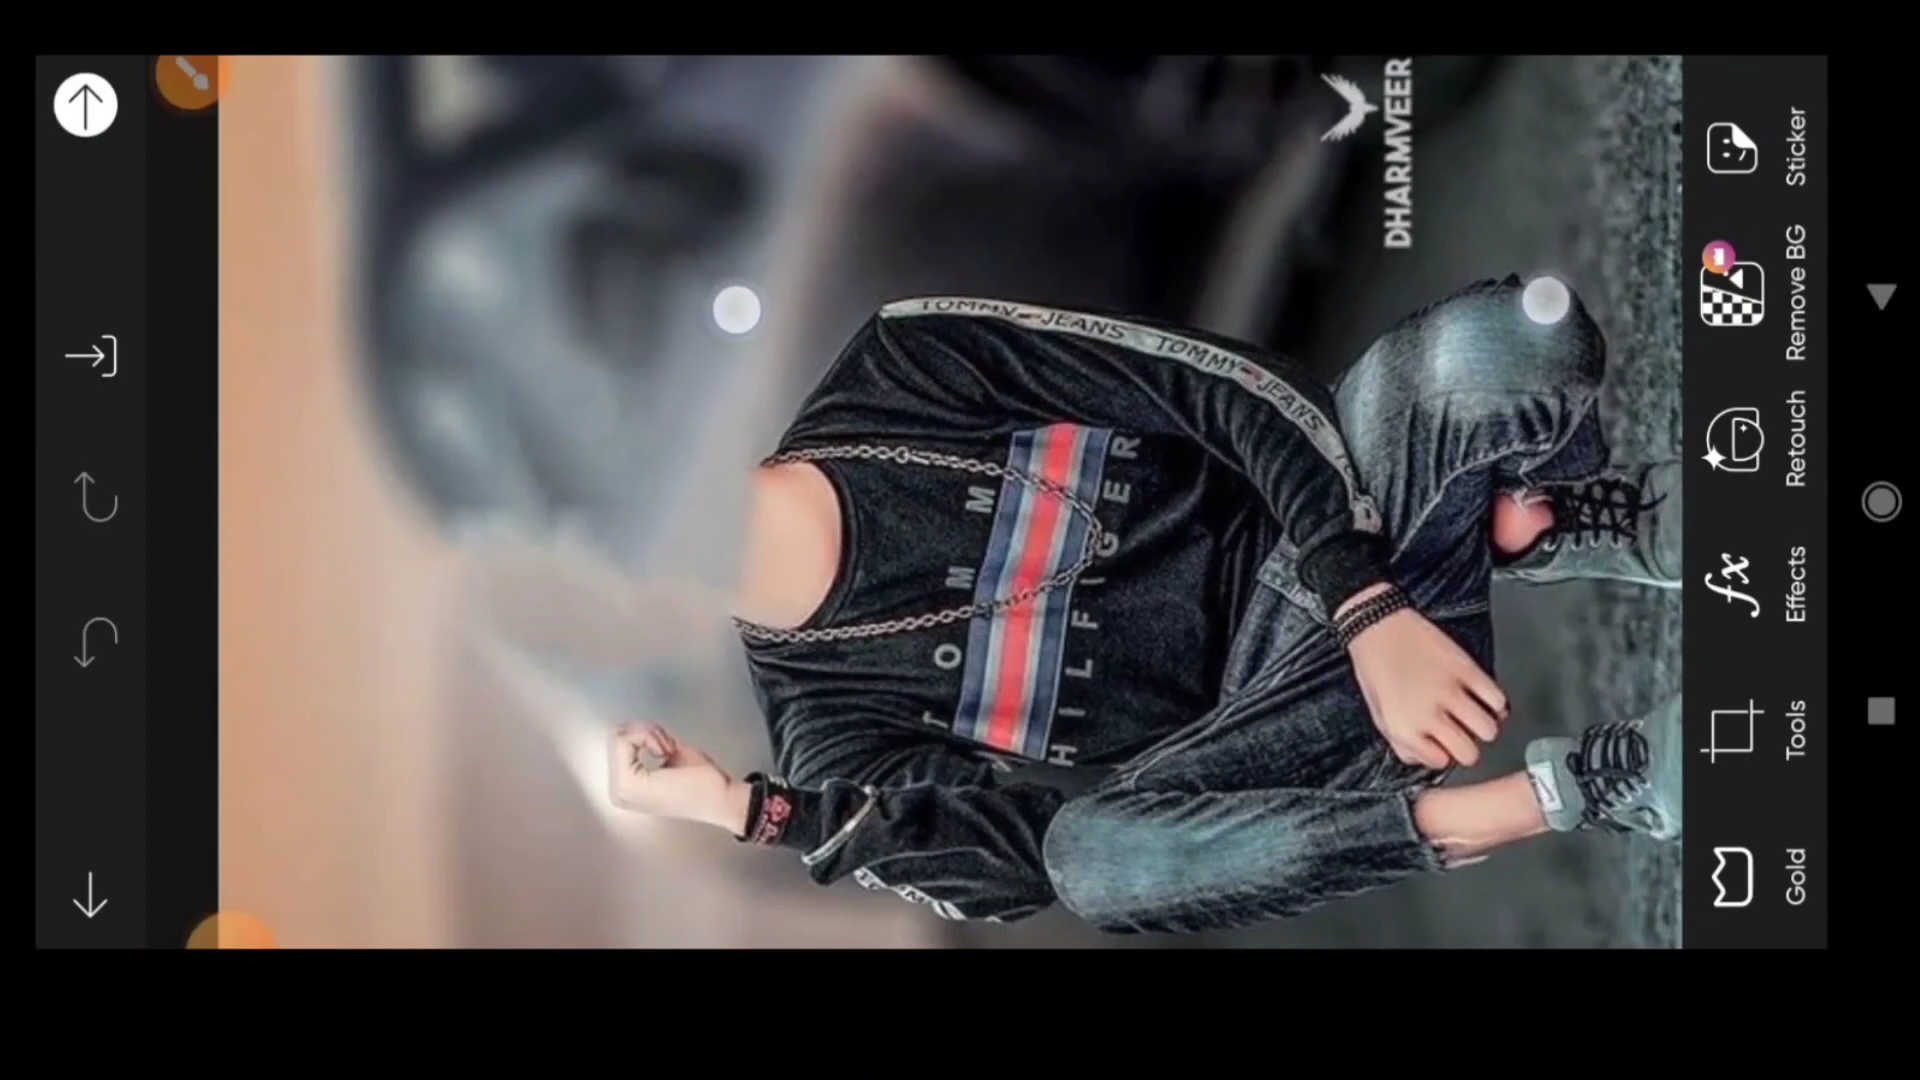 DHARMVEER
TOMMY JEANS TOMMY JEANS
TOMMY
HILFIGER
Gold
Tools
Effects
Retouch
Remove BG
Sticker